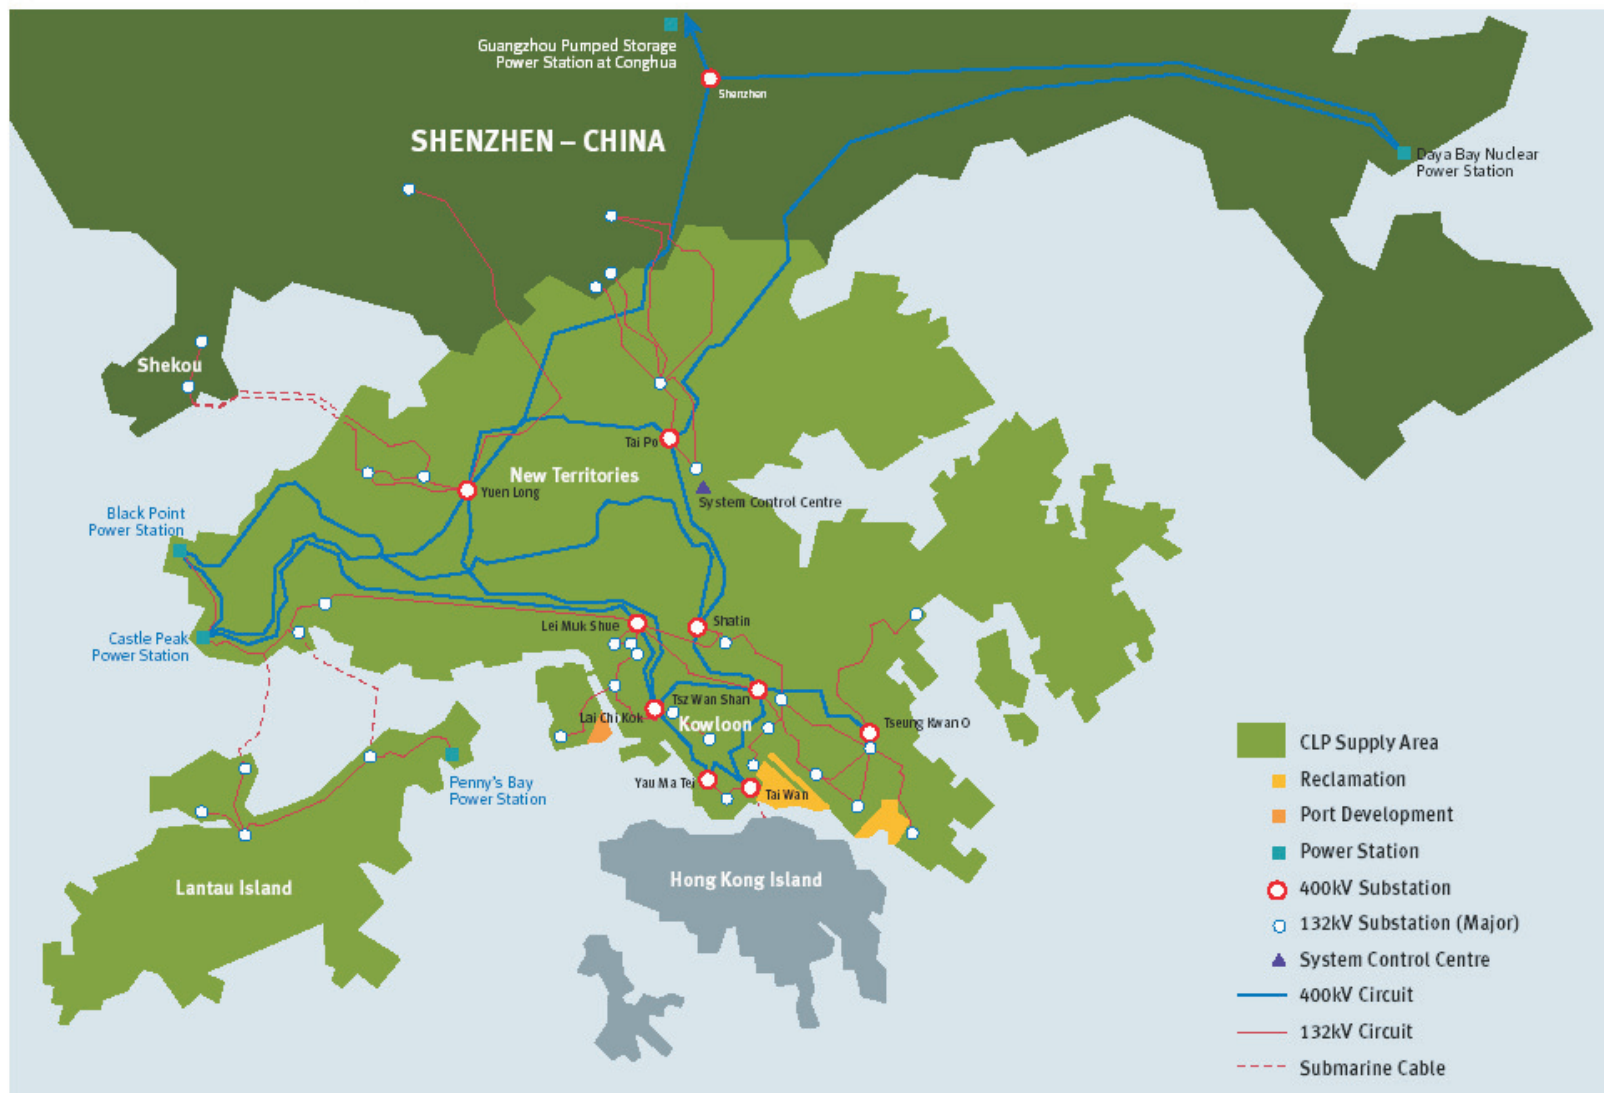 Guangzhou Pumped Storage
Power Station at Conghua
Shenzhen
SHENZHEN – CHINA
Daya Bay Nuclear
Power Station
Shekou
Tai Po
New Territories
Yuen Long
System Control Centre
Black Point
Power Station
Castle Peak
Power Station
Lei Muk Shue
Shatin
Tsz Wan Shan
Lai Chi Kok
Kowloon
Tseung Kwan O
Penny's Bay
Power Station
Yau Ma Tei
Tai Wan
Hong Kong Island
Lantau Island
CLP Supply Area
Reclamation
Port Development
Power Station
400kV Substation
132kV Substation (Major)
System Control Centre
400kV Circuit
132kV Circuit
Submarine Cable